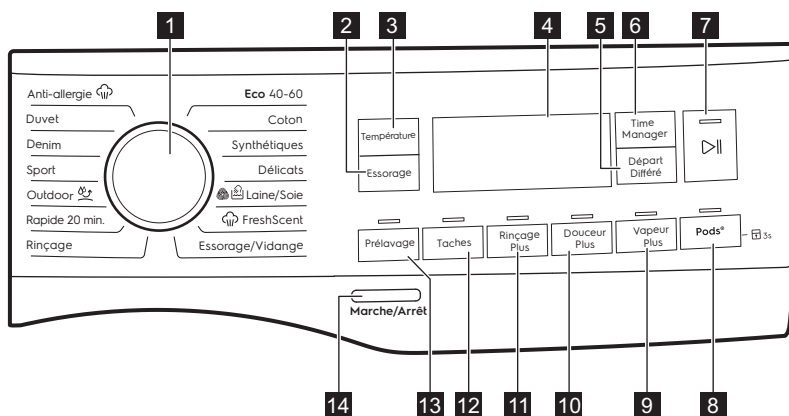 1
2
3
4
5
6
7
Anti-allergie
Duvet
Denim
Sport
Outdoor
Rapide 20 min.
Rinçage
Eco 40-60
Coton
Synthétiques
Délicats
Laine/Soie
FreshScent
Essorage/Vidange
Température
Essorage
Time
Manager
Départ
Différé
Prélavage
Taches
Rinçage
Plus
Douceur
Plus
Vapeur
Plus
Pods®
3s
Marche/Arrêt
14
13
12
11
10
9
8